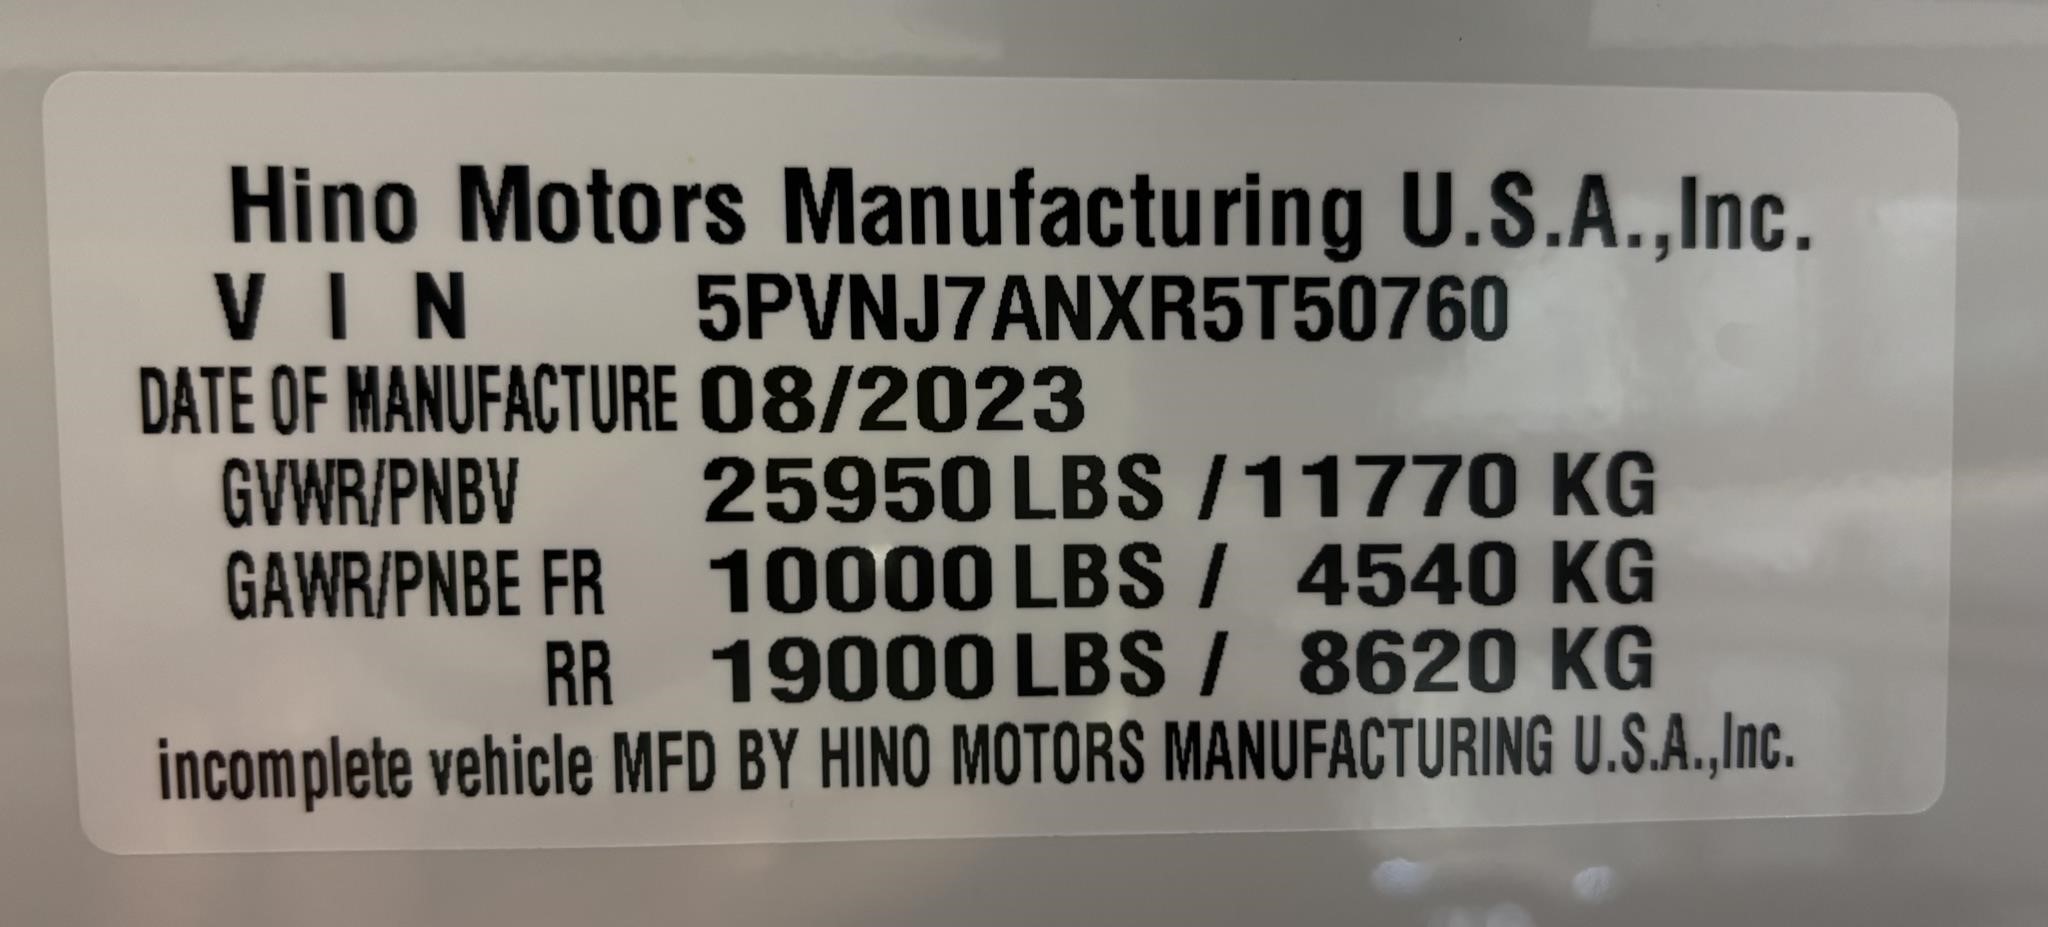 Hino Motors Manufacturing U.S.A.,Inc.
V I N 5PVNJ7ANXR5T50760
DATE OF MANUFACTURE 08/2023
GVWR/PNBV 25950 LBS / 11770 KG
GAWR/PNBE FR 10000 LBS / 4540 KG
RR 19000 LBS / 8620 KG
incomplete vehicle MFD BY HINO MOTORS MANUFACTURING U.S.A.,Inc.